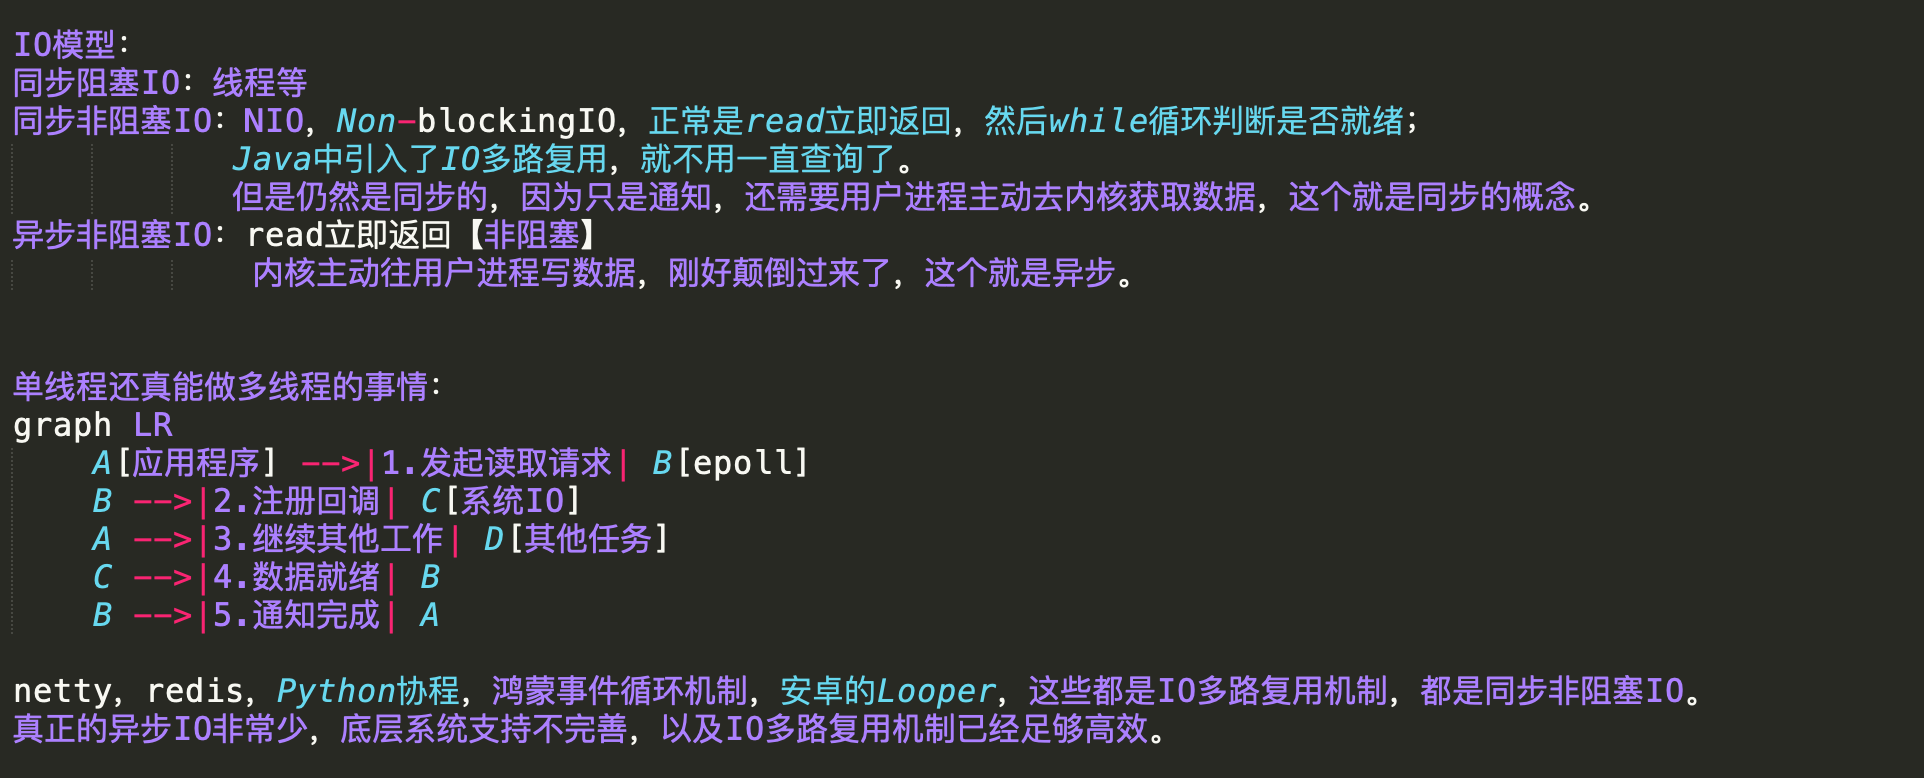 IO模型：
同步阻塞IO：线程等
同步非阻塞IO：NIO，Non-blockingIO，正常是read立即返回，然后while循环判断是否就绪；
Java中引入了IO多路复用，就不用一直查询了。
但是仍然是同步的，因为只是通知，还需要用户进程主动去内核获取数据，这个就是同步的概念。
异步非阻塞IO：read立即返回【非阻塞】
内核主动往用户进程写数据，刚好颠倒过来了，这个就是异步。
单线程还真能做多线程的事情：
graph LR
A[应用程序] -->|1.发起读取请求| B[epoll]
B -->|2.注册回调| C[系统IO]
A -->|3.继续其他工作| D[其他任务]
C -->|4.数据就绪| B
B -->|5.通知完成| A
netty，redis，Python协程，鸿蒙事件循环机制，安卓的Looper，这些都是IO多路复用机制，都是同步非阻塞IO。
真正的异步IO非常少，底层系统支持不完善，以及IO多路复用机制已经足够高效。